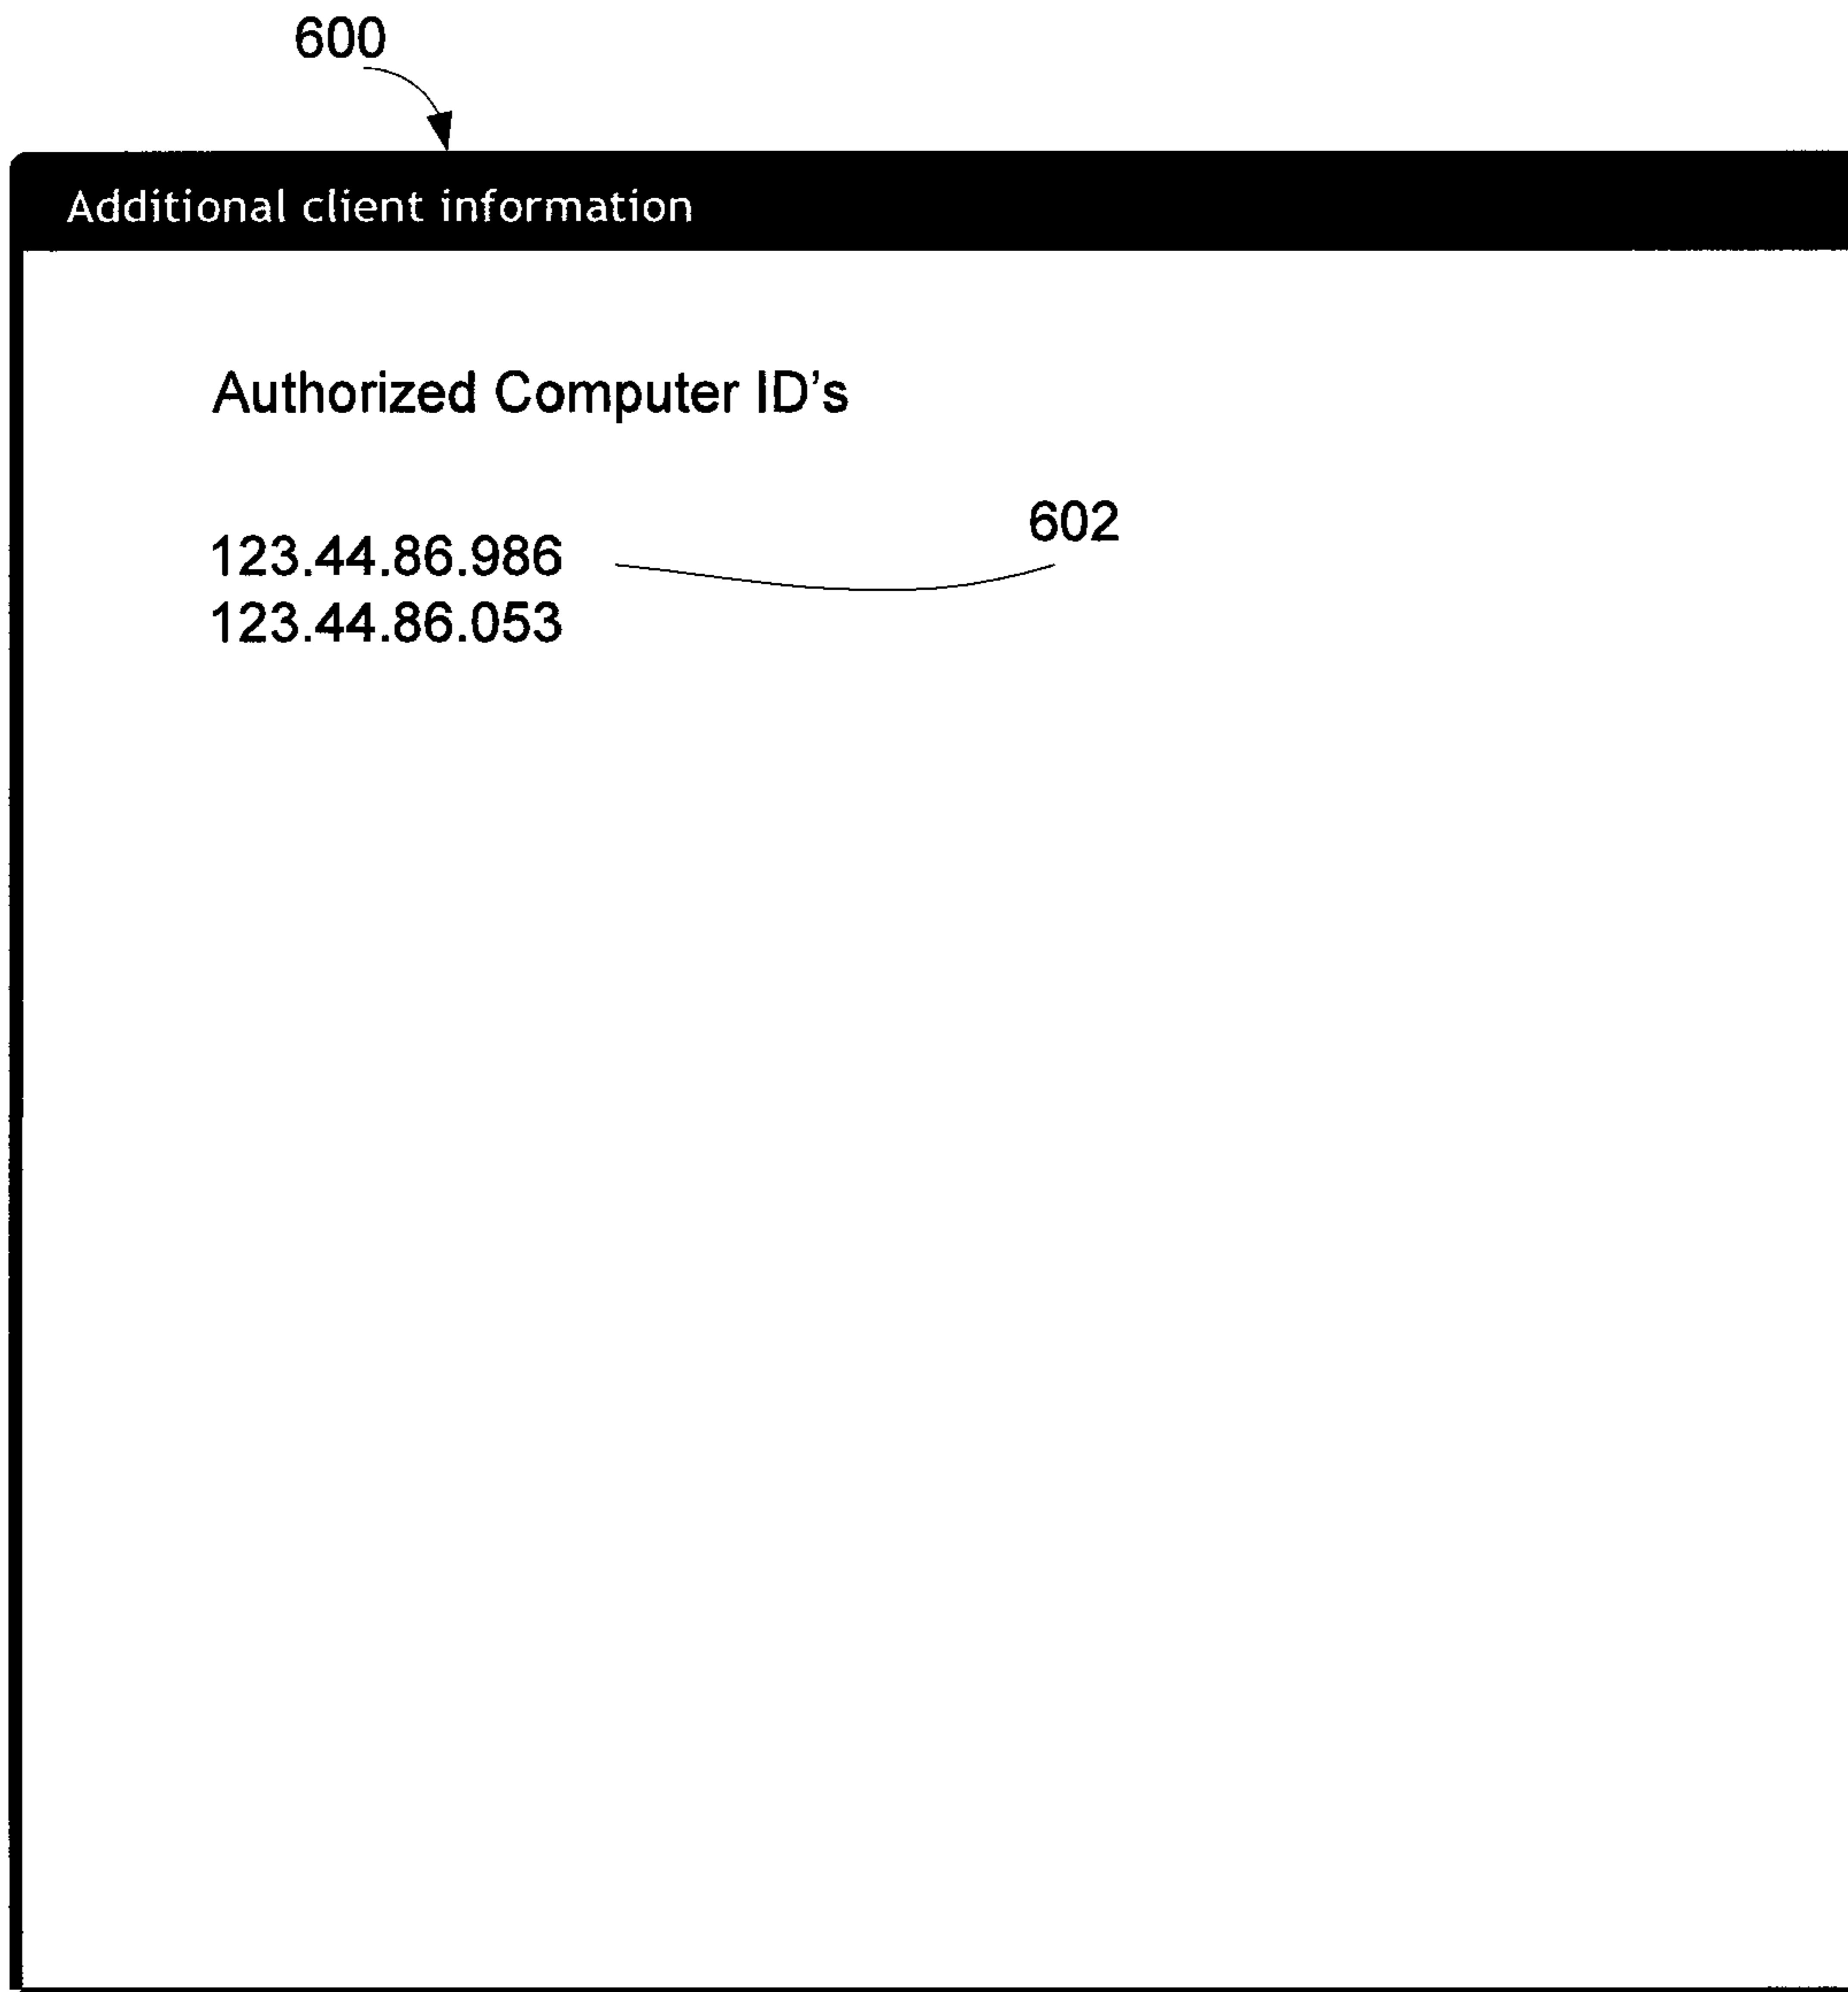 600
Additional client information
Authorized Computer ID's
602
123.44.86.986
123.44.86.053